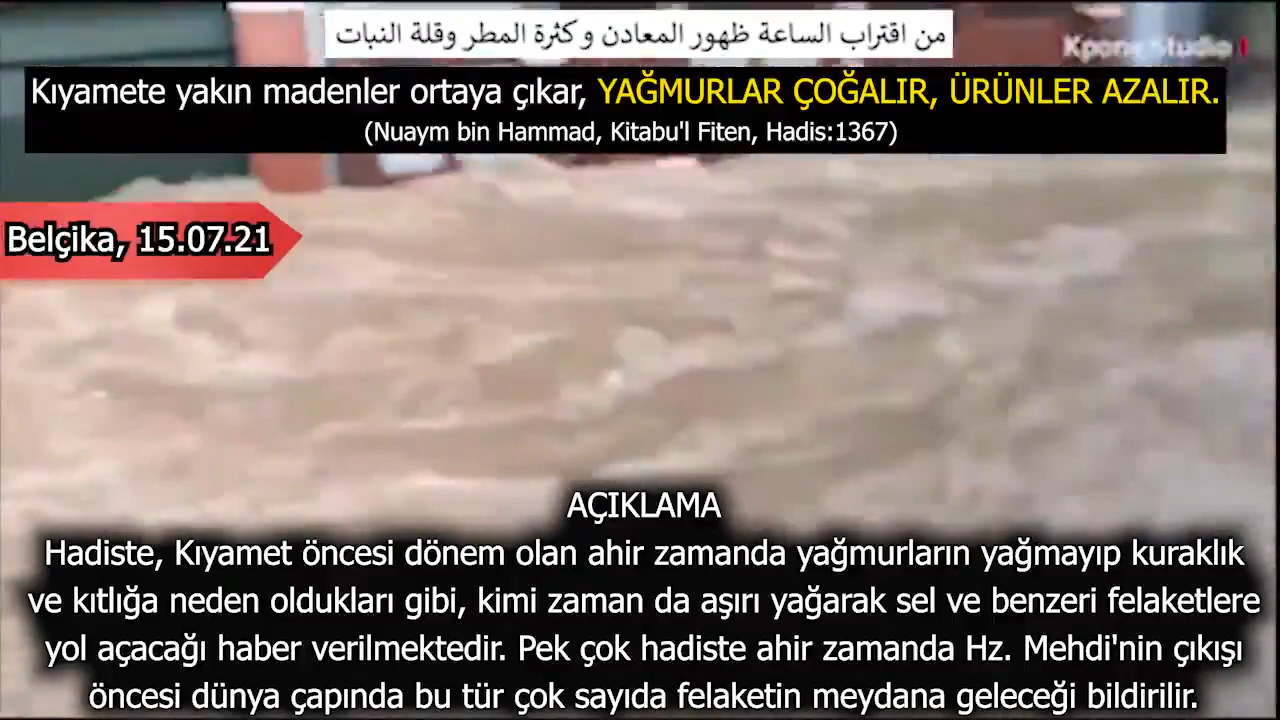 من اقتراب الساعة ظهور المعادن و كثرة المطر وقلة النبات
Kpone Studio
Kıyamete yakın madenler ortaya çıkar, YAĞMURLAR ÇOĞALIR, ÜRÜNLER AZALIR.
(Nuaym bin Hammad, Kitabu'l Fiten, Hadis:1367)
Belçika, 15.07.21
AÇIKLAMA
Hadiste, Kıyamet öncesi dönem olan ahir zamanda yağmurların yağmayıp kuraklık
ve kıtlığa neden oldukları gibi, kimi zaman da aşırı yağarak sel ve benzeri felaketlere
yol açacağı haber verilmektedir. Pek çok hadiste ahir zamanda Hz. Mehdi'nin çıkışı
öncesi dünya çapında bu tür çok sayıda felaketin meydana geleceği bildirilir.